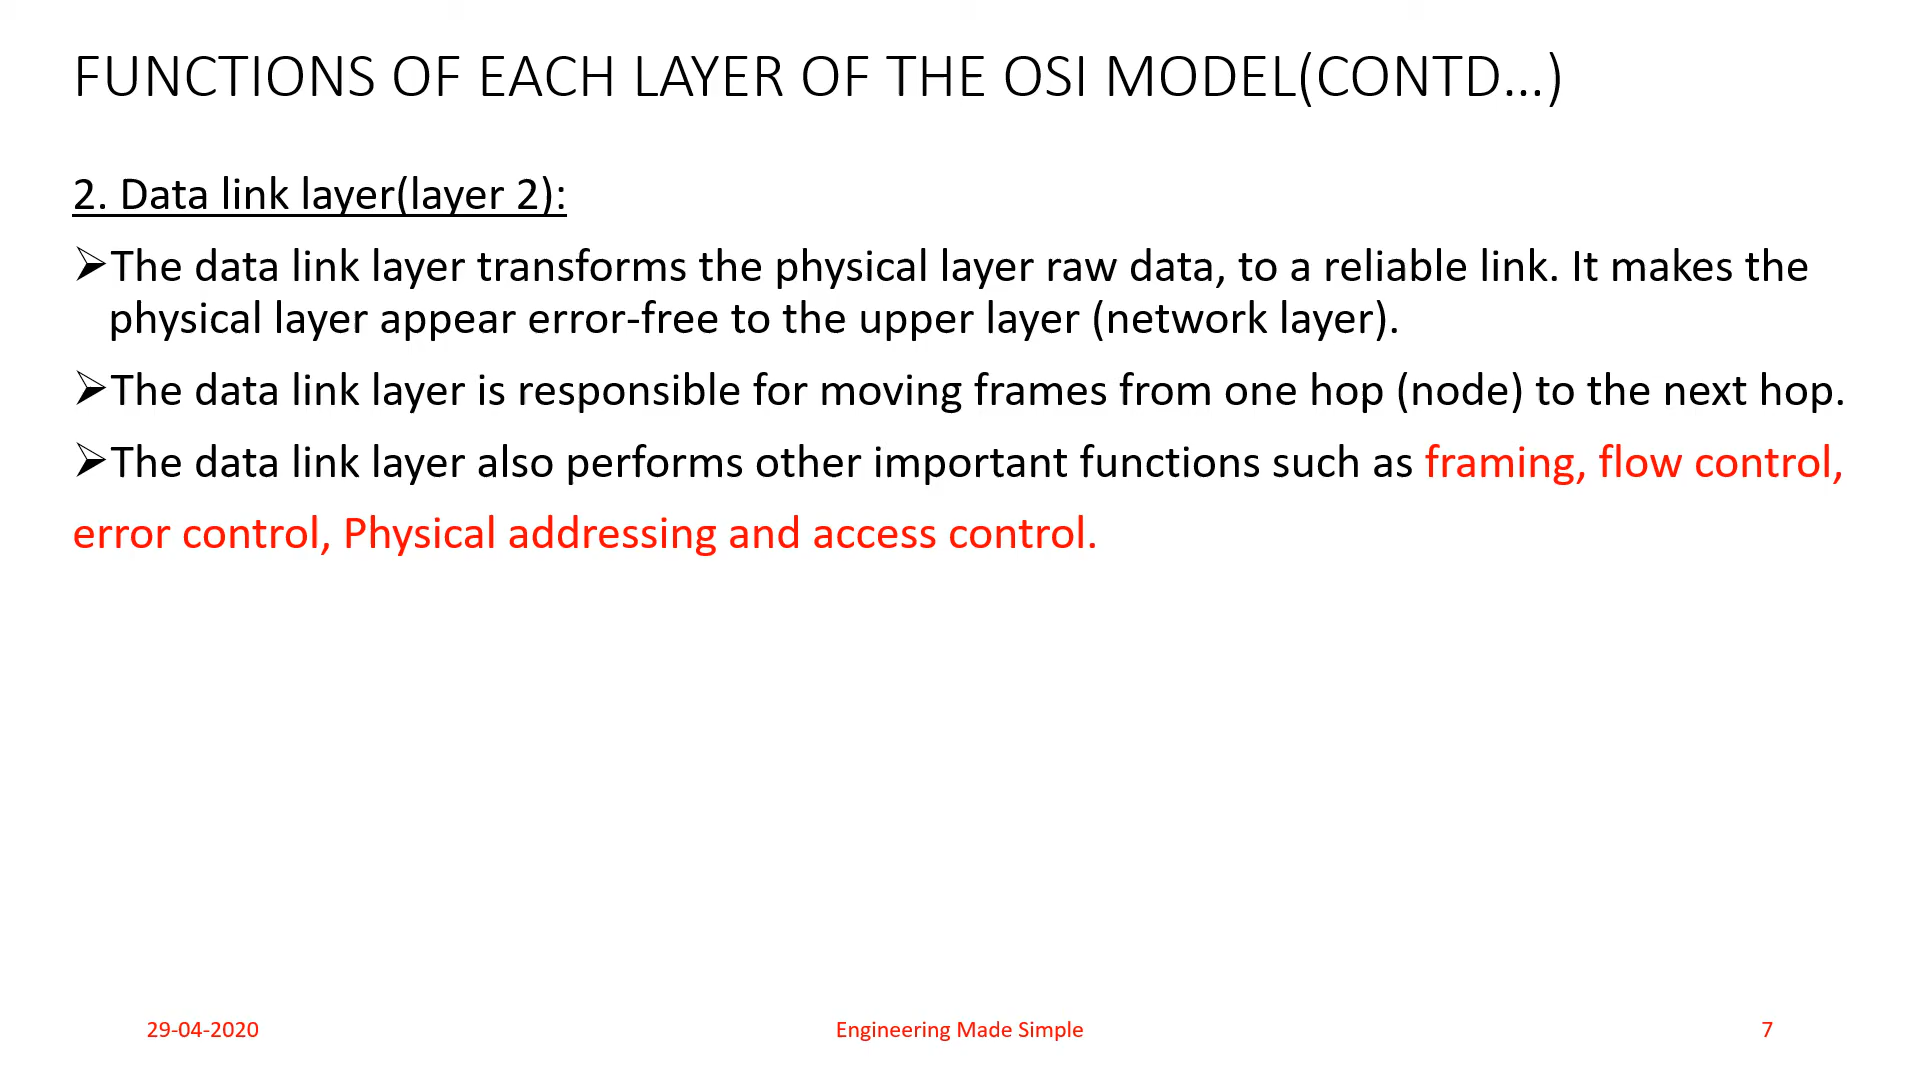 FUNCTIONS OF EACH LAYER OF THE OSI MODEL(CONTD...)
2. Data link layer(layer 2):
➢The data link layer transforms the physical layer raw data, to a reliable link. It makes the
physical layer appear error-free to the upper layer (network layer).
➢The data link layer is responsible for moving frames from one hop (node) to the next hop.
➢The data link layer also performs other important functions such as framing, flow control,
error control, Physical addressing and access control.
29-04-2020
Engineering Made Simple
7